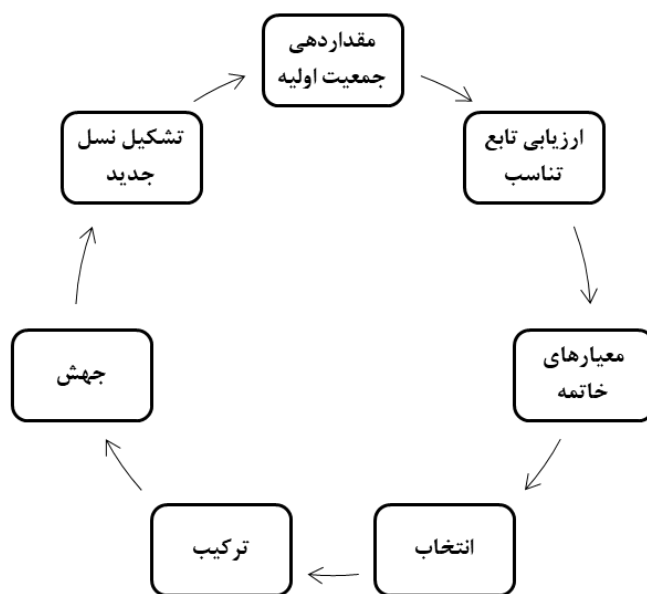 مقداردهی
جمعیت اولیه
ارزیابی تابع
تناسب
معیارهای
خاتمه
انتخاب
ترکیب
جهش
تشکیل نسل
جدید